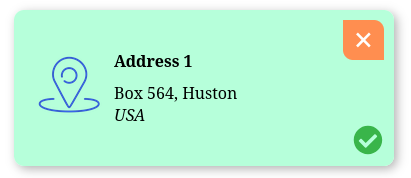 Address 1
Box 564, Huston
USA